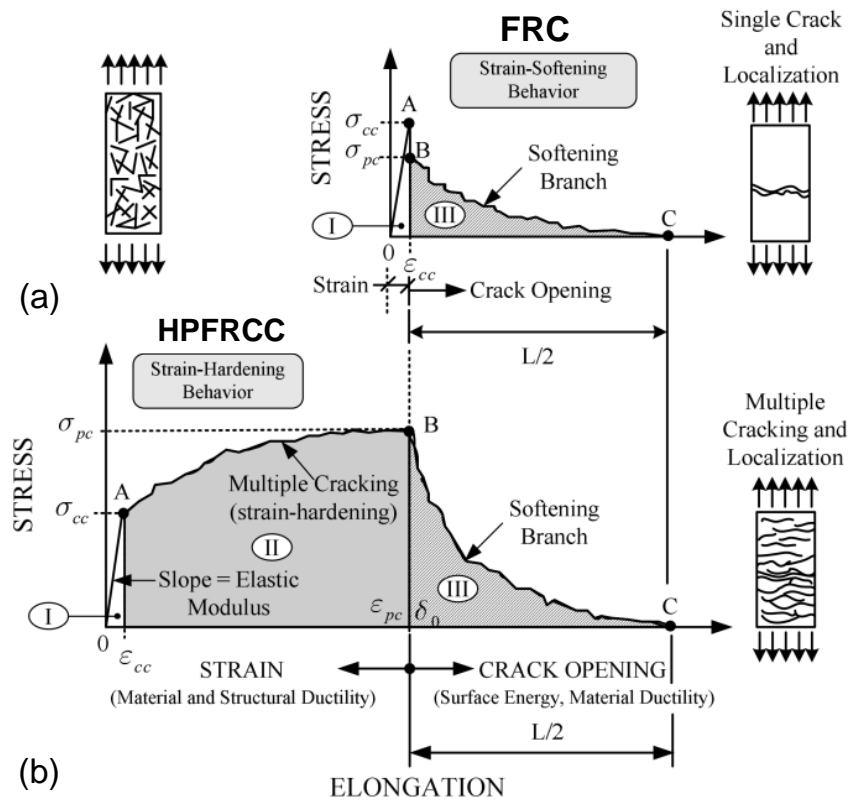 FRC
Strain-Softening
Behavior
Single Crack
and
Localization
STRESS
A
σcc
σpc
B
Softening
Branch
I
III
C
0
εcc
Strain
Crack Opening
(a)
L/2
HPFRCC
Strain-Hardening
Behavior
STRESS
σpc
B
Multiple
Cracking and
Localization
A
σcc
Multiple Cracking
(strain-hardening)
Softening
Branch
II
III
Slope = Elastic
Modulus
I
εpc
δ0
C
0
εcc
STRAIN
(Material and Structural Ductility)
CRACK OPENING
(Surface Energy, Material Ductility)
L/2
(b)
ELONGATION